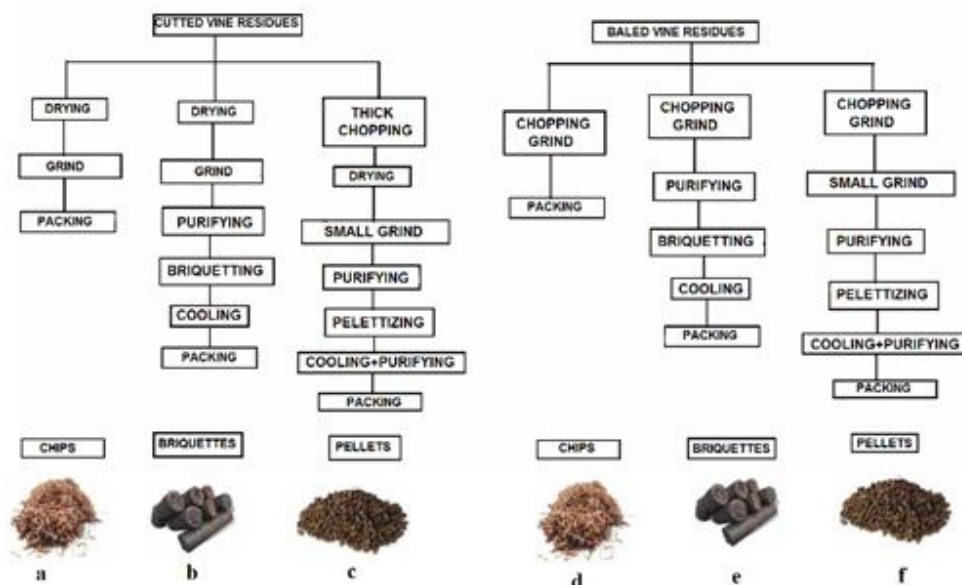 CUTTED VINE RESIDUES
DRYING
GRIND
PACKING
CHIPS
a
DRYING
GRIND
PURIFYING
BRIQUETTING
COOLING
PACKING
BRIQUETTES
b
THICK
CHOPPING
DRYING
SMALL GRIND
PURIFYING
PELETTIZING
COOLING+PURIFYING
PACKING
PELLETS
c
BALED VINE RESIDUES
CHOPPING
GRIND
PACKING
CHIPS
d
CHOPPING
GRIND
PURIFYING
BRIQUETTING
COOLING
PACKING
BRIQUETTES
e
CHOPPING
GRIND
SMALL GRIND
PURIFYING
PELETTIZING
COOLING+PURIFYING
PACKING
PELLETS
f